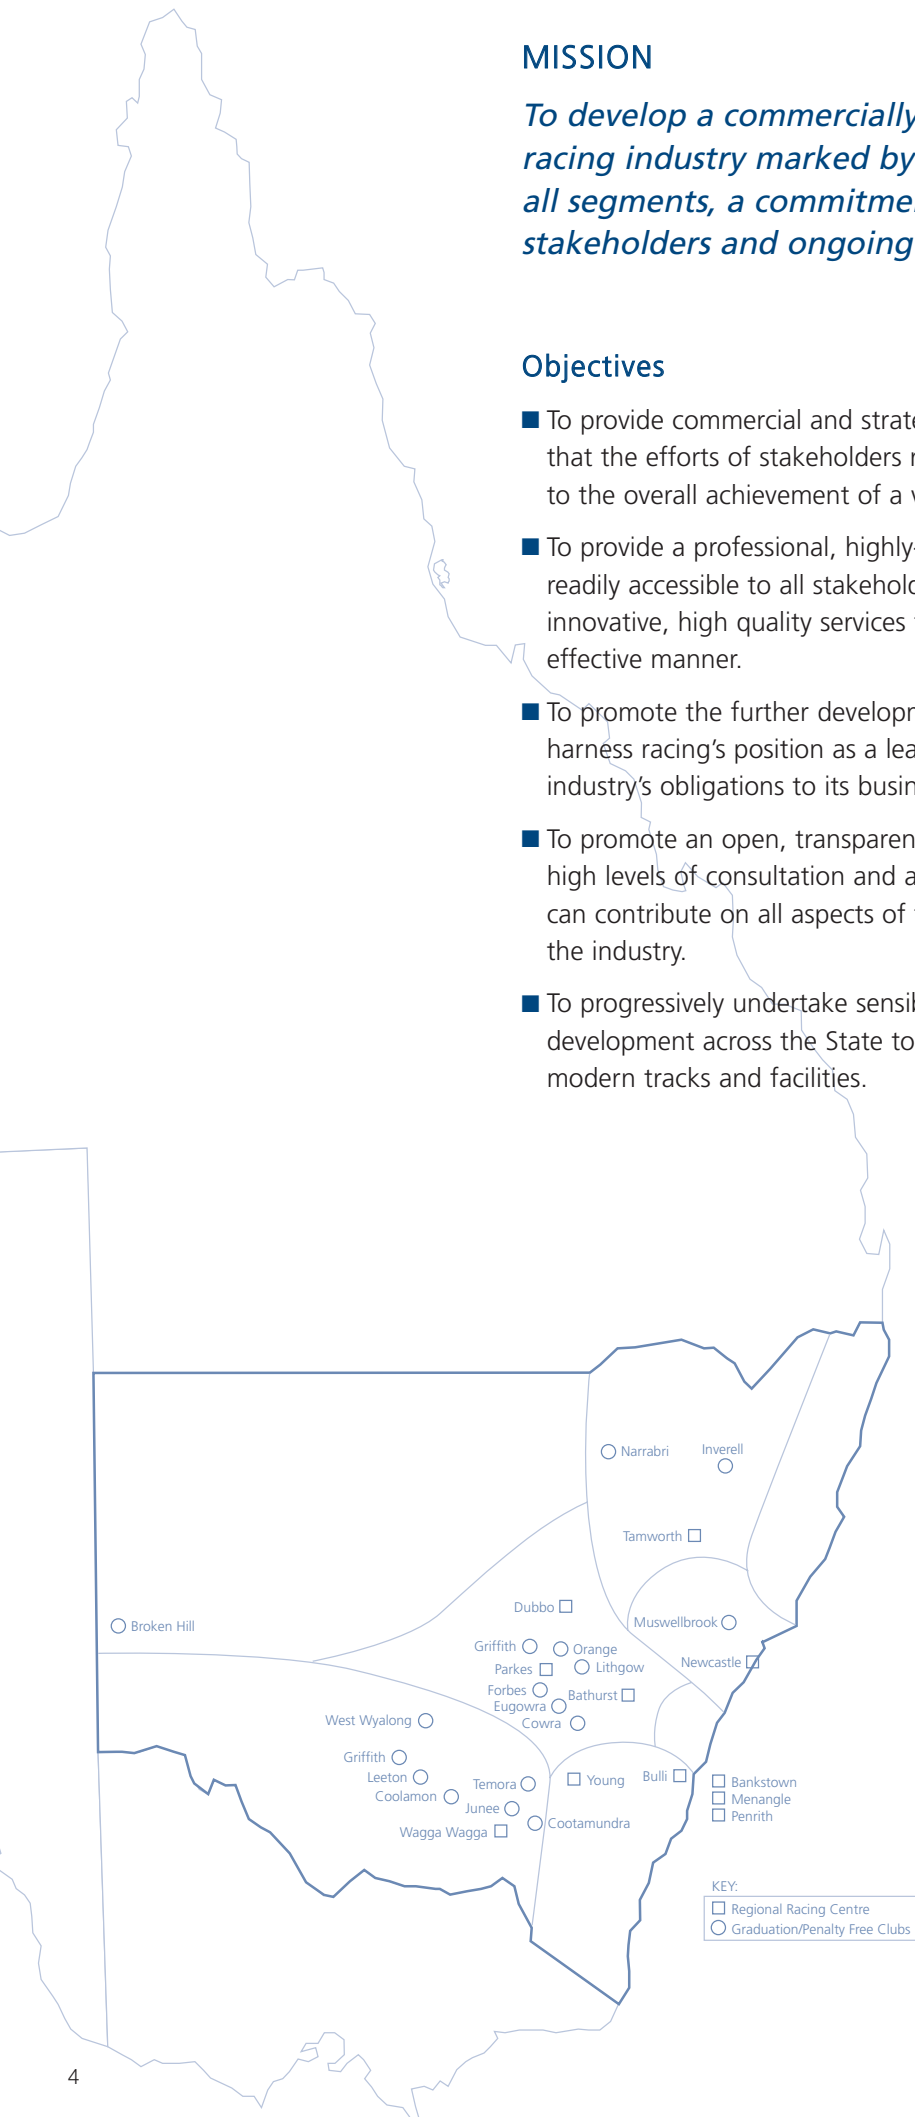 MISSION
To develop a commercially
racing industry marked by
all segments, a commitme
stakeholders and ongoing
Objectives
■ To provide commercial and strate
that the efforts of stakeholders
to the overall achievement of a
■ To provide a professional, highly-
readily accessible to all stakehold
innovative, high quality services
effective manner.
■ To promote the further developm
harness racing's position as a lea
industry's obligations to its busin
■ To promote an open, transparen
high levels of consultation and a
can contribute on all aspects of
the industry.
■ To progressively undertake sensib
development across the State to
modern tracks and facilities.
Narrabri
Inverell
Tamworth
Dubbo
Broken Hill
Muswellbrook
Griffith
Orange
Parkes
Lithgow
Newcastle
Forbes
Bathurst
Eugowra
Cowra
West Wyalong
Griffith
Leeton
Coolamon
Temora
Young
Bulli
Bankstown
Junee
Menangle
Cootamundra
Penrith
Wagga Wagga
KEY:
Regional Racing Centre
Graduation/Penalty Free Clubs
4